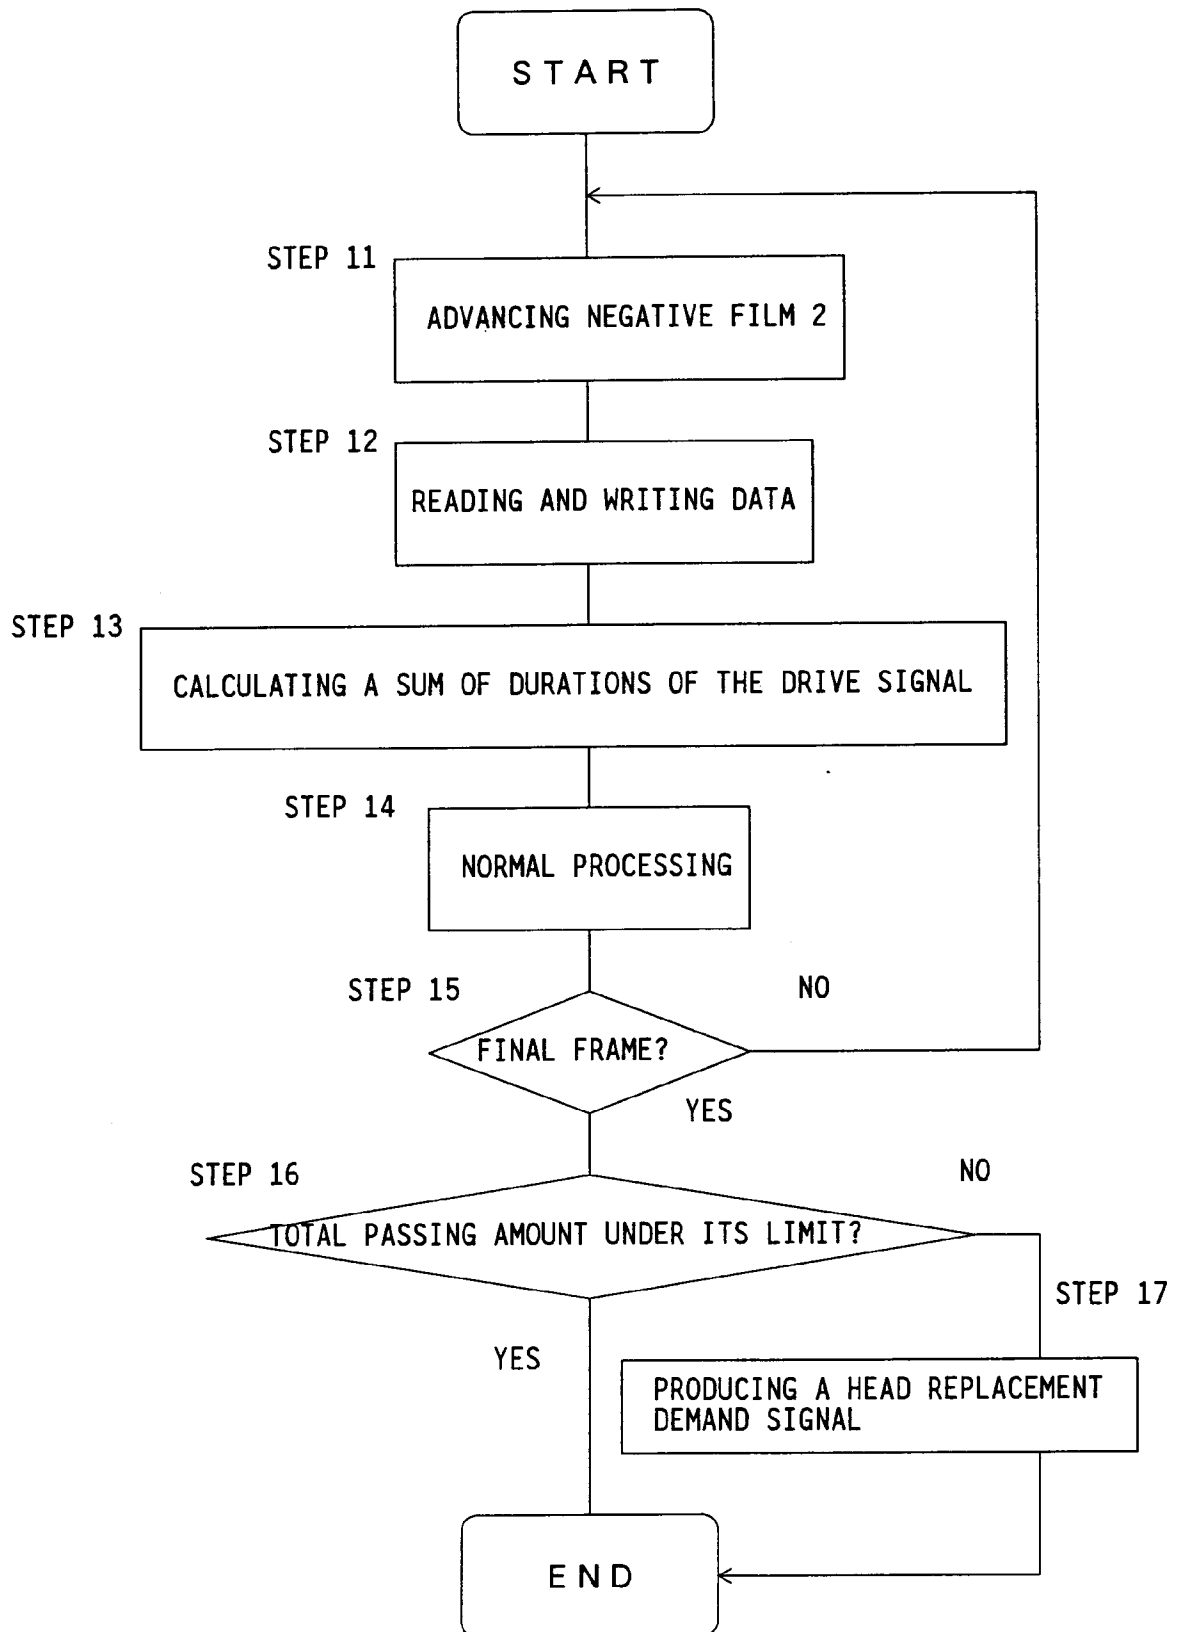 START
STEP 11
ADVANCING NEGATIVE FILM 2
STEP 12
READING AND WRITING DATA
STEP 13
CALCULATING A SUM OF DURATIONS OF THE DRIVE SIGNAL
STEP 14
NORMAL PROCESSING
STEP 15
NO
FINAL FRAME?
YES
STEP 16
NO
TOTAL PASSING AMOUNT UNDER ITS LIMIT?
STEP 17
YES
PRODUCING A HEAD REPLACEMENT
DEMAND SIGNAL
END